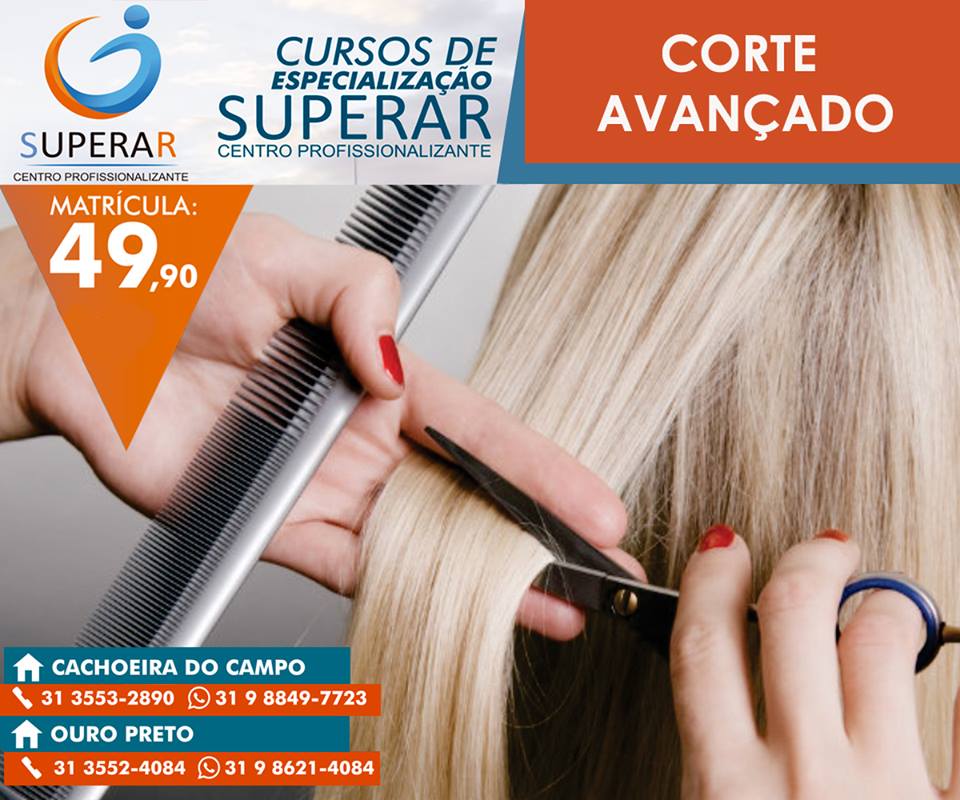 SUPERAR
CENTRO PROFISSIONALIZANTE
CURSOS DE
ESPECIALIZAÇÃO
SUPERAR
CENTRO PROFISSIONALIZANTE
CORTE
AVANÇADO
MATRÍCULA:
49,90
CACHOEIRA DO CAMPO
31 3553-2890 31 9 8849-7723
OURO PRETO
31 3552-4084 31 9 8621-4084